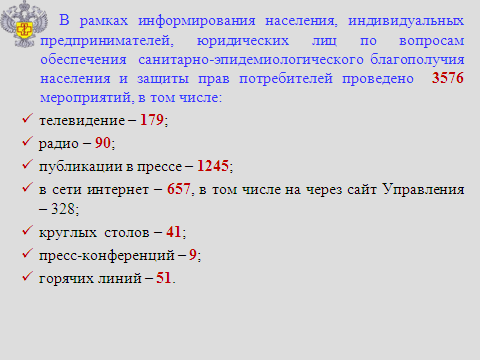 В рамках информирования населения, индивидуальных
предпринимателей, юридических лиц по вопросам
обеспечения санитарно-эпидемиологического благополучия
населения и защиты прав потребителей проведено 3576
мероприятий, в том числе:
✓ телевидение – 179;
✓ радио – 90;
✓ публикации в прессе – 1245;
✓ в сети интернет – 657, в том числе на через сайт Управления
– 328;
✓ круглых столов – 41;
✓ пресс-конференций – 9;
✓ горячих линий – 51.